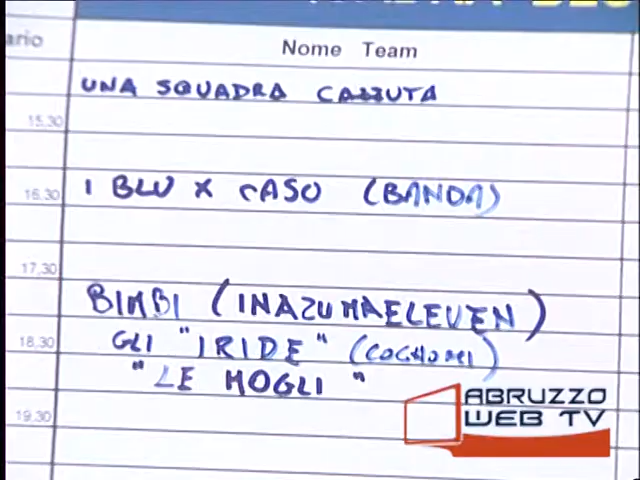 ario
Nome Team
UNA SQUADRA CAZZUTA
15,30
I BLU X CASO (BANDA)
16,30
17,30
BIMBI (INAZUMAELEVEN)
GLI "IRIDE" (COGNOMI)
18,30
"LE MOGLI"
19,30
ABRUZZO
WEB TV